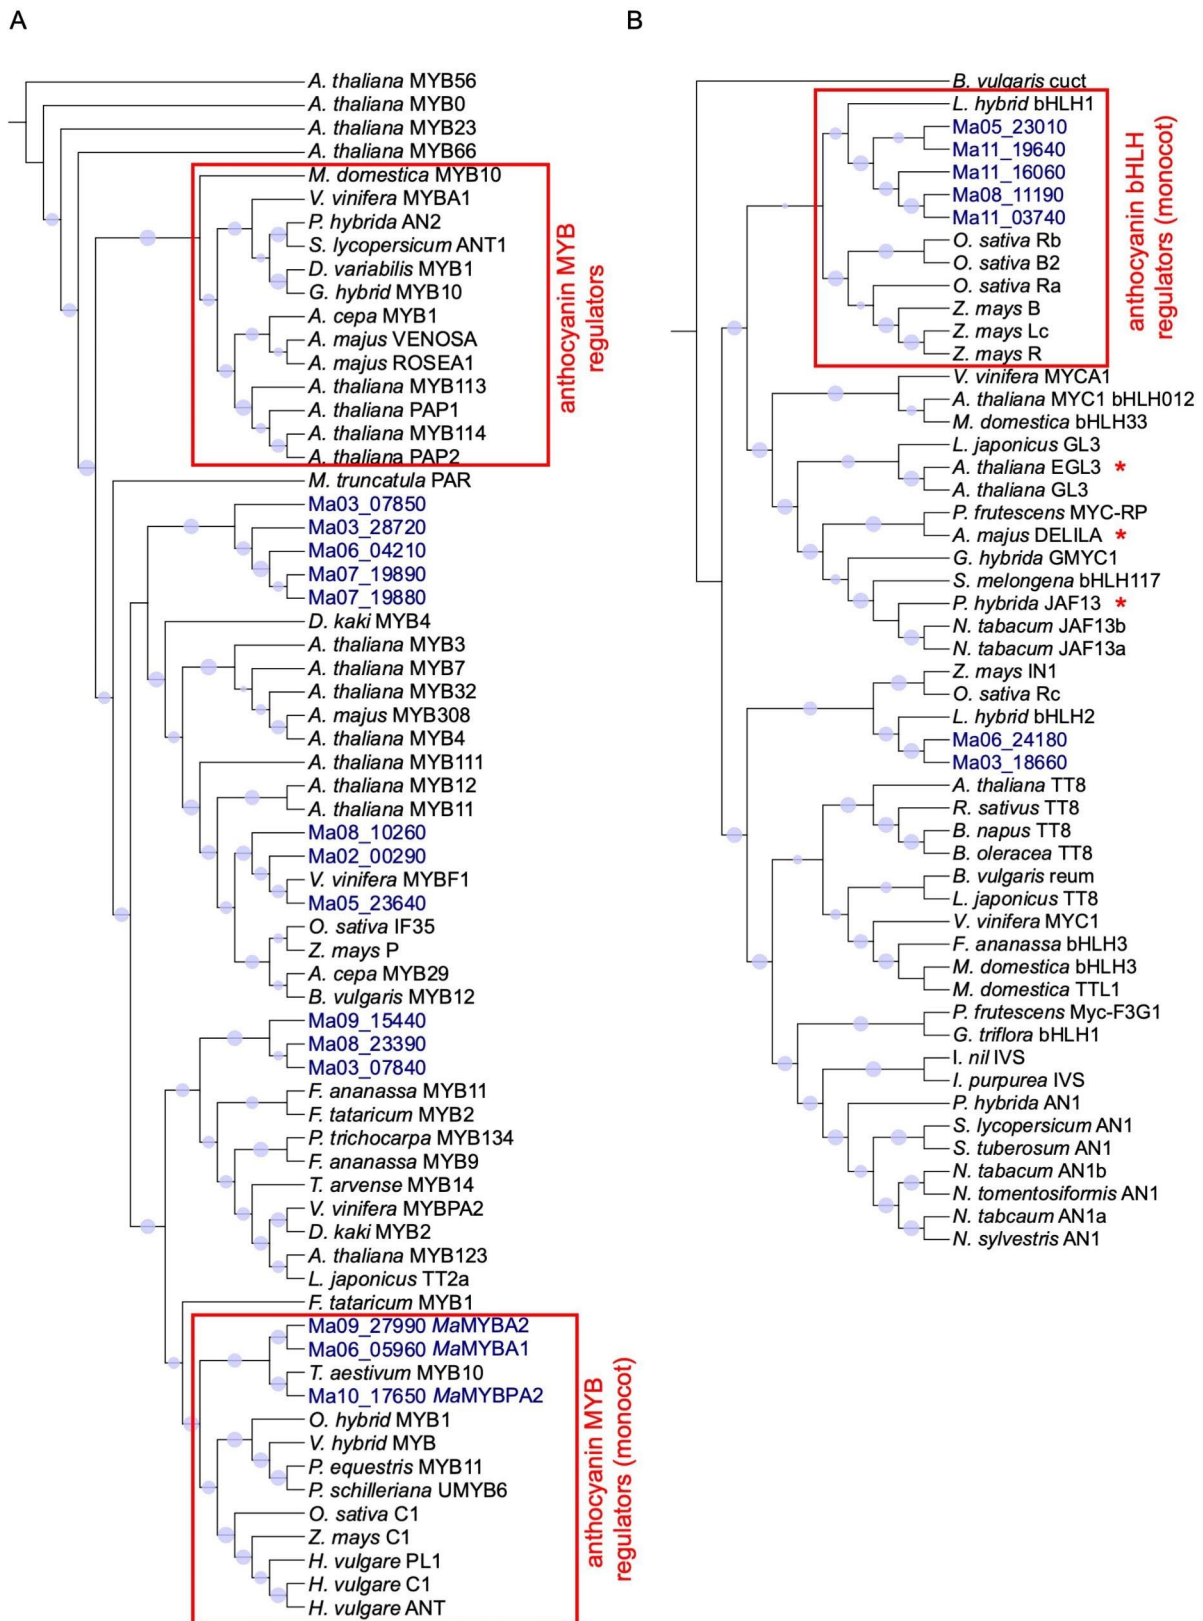 A
A. thaliana MYB56
A. thaliana MYB0
A. thaliana MYB23
A. thaliana MYB66
M. domestica MYB10
V. vinifera MYBA1
P. hybrida AN2
S. lycopersicum ANT1
D. variabilis MYB1
G. hybrid MYB10
A. cepa MYB1
A. majus VENOSA
A. majus ROSEA1
A. thaliana MYB113
A. thaliana PAP1
A. thaliana MYB114
A. thaliana PAP2
anthocyanin MYB
regulators
M. truncatula PAR
Ma03_07850
Ma03_28720
Ma06_04210
Ma07_19890
Ma07_19880
D. kaki MYB4
A. thaliana MYB3
A. thaliana MYB7
A. thaliana MYB32
A. majus MYB308
A. thaliana MYB4
A. thaliana MYB111
A. thaliana MYB12
A. thaliana MYB11
Ma08_10260
Ma02_00290
V. vinifera MYBF1
Ma05_23640
O. sativa IF35
Z. mays P
A. cepa MYB29
B. vulgaris MYB12
Ma09_15440
Ma08_23390
Ma03_07840
F. ananassa MYB11
F. tataricum MYB2
P. trichocarpa MYB134
F. ananassa MYB9
T. arvense MYB14
V. vinifera MYBPA2
D. kaki MYB2
A. thaliana MYB123
L. japonicus TT2a
F. tataricum MYB1
Ma09_27990 MaMYBA2
Ma06_05960 MaMYBA1
T. aestivum MYB10
Ma10_17650 MaMYBPA2
O. hybrid MYB1
V. hybrid MYB
P. equestris MYB11
P. schilleriana UMYB6
O. sativa C1
Z. mays C1
H. vulgare PL1
H. vulgare C1
H. vulgare ANT
anthocyanin MYB
regulators (monocot)
B
B. vulgaris cuct
L. hybrid bHLH1
Ma05_23010
Ma11_19640
Ma11_16060
Ma08_11190
Ma11_03740
O. sativa Rb
O. sativa B2
O. sativa Ra
Z. mays B
Z. mays Lc
Z. mays R
anthocyanin bHLH
regulators (monocot)
V. vinifera MYCA1
A. thaliana MYC1 bHLH012
M. domestica bHLH33
L. japonicus GL3
A. thaliana EGL3 *
A. thaliana GL3
P. frutescens MYC-RP
A. majus DELILA *
G. hybrida GMYC1
S. melongena bHLH117
P. hybrida JAF13 *
N. tabacum JAF13b
N. tabacum JAF13a
Z. mays IN1
O. sativa Rc
L. hybrid bHLH2
Ma06_24180
Ma03_18660
A. thaliana TT8
R. sativus TT8
B. napus TT8
B. oleracea TT8
B. vulgaris reum
L. japonicus TT8
V. vinifera MYC1
F. ananassa bHLH3
M. domestica bHLH3
M. domestica TTL1
P. frutescens Myc-F3G1
G. triflora bHLH1
I. nil IVS
I. purpurea IVS
P. hybrida AN1
S. lycopersicum AN1
S. tuberosum AN1
N. tabacum AN1b
N. tomentosiformis AN1
N. tabcaum AN1a
N. sylvestris AN1